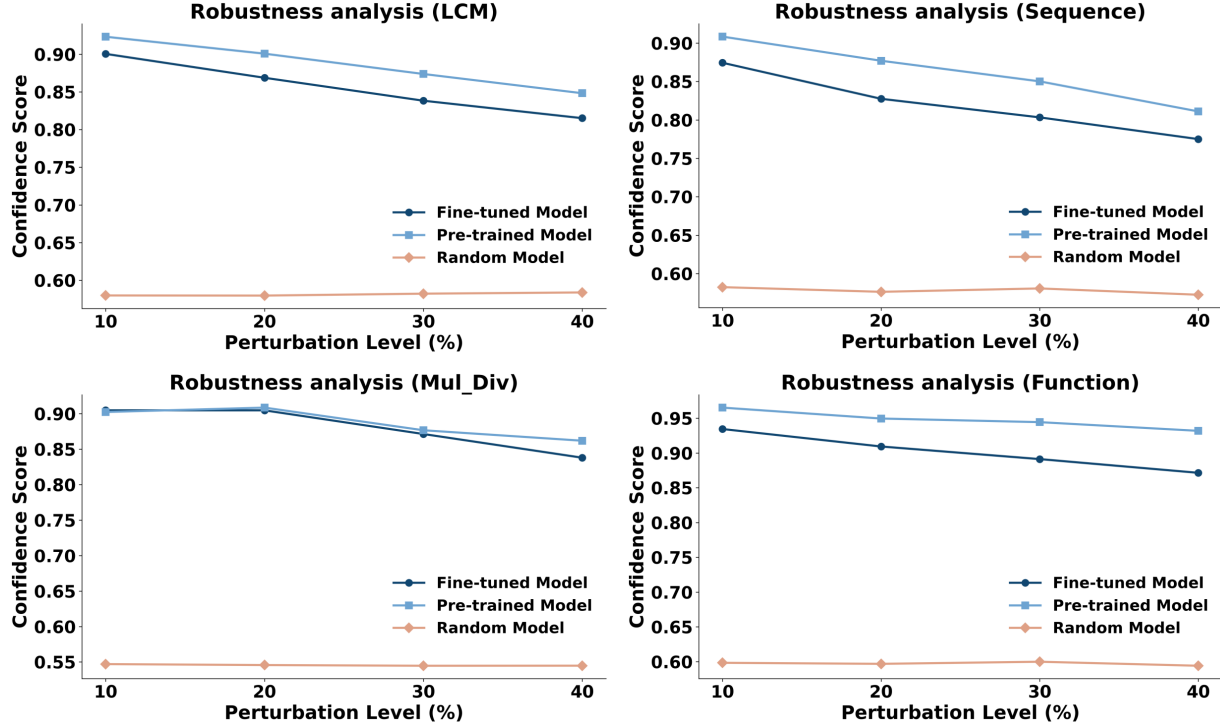 Robustness analysis (LCM)
Confidence Score
0.90
0.85
0.80
0.75
0.70
0.65
0.60
Fine-tuned Model
Pre-trained Model
Random Model
10 20 30 40
Perturbation Level (%)
Robustness analysis (Sequence)
Confidence Score
0.90
0.85
0.80
0.75
0.70
0.65
0.60
Fine-tuned Model
Pre-trained Model
Random Model
10 20 30 40
Perturbation Level (%)
Robustness analysis (Mul_Div)
Confidence Score
0.90
0.85
0.80
0.75
0.70
0.65
0.60
0.55
Fine-tuned Model
Pre-trained Model
Random Model
10 20 30 40
Perturbation Level (%)
Robustness analysis (Function)
Confidence Score
0.95
0.90
0.85
0.80
0.75
0.70
0.65
0.60
Fine-tuned Model
Pre-trained Model
Random Model
10 20 30 40
Perturbation Level (%)